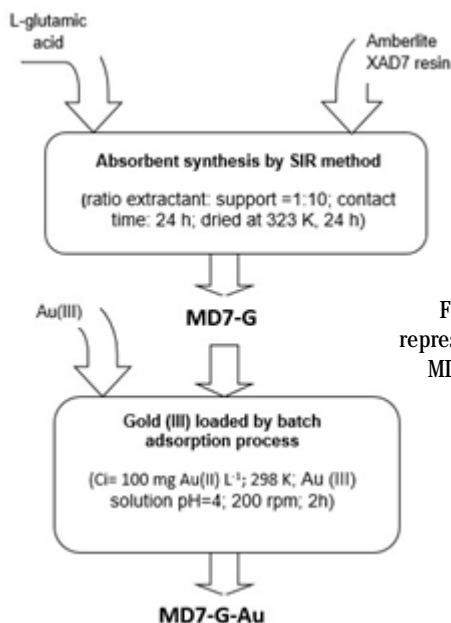 L-glutamic
acid
Amberlite
XAD7 resin
Absorbent synthesis by SIR method
(ratio extractant: support =1:10; contact
time: 24 h; dried at 323 K, 24 h)
MD7-G
Au(III)
F
repres
MD
Gold (III) loaded by batch
adsorption process
(Ci= 100 mg Au(II) L⁻¹; 298 K; Au (III)
solution pH=4; 200 rpm; 2h)
MD7-G-Au